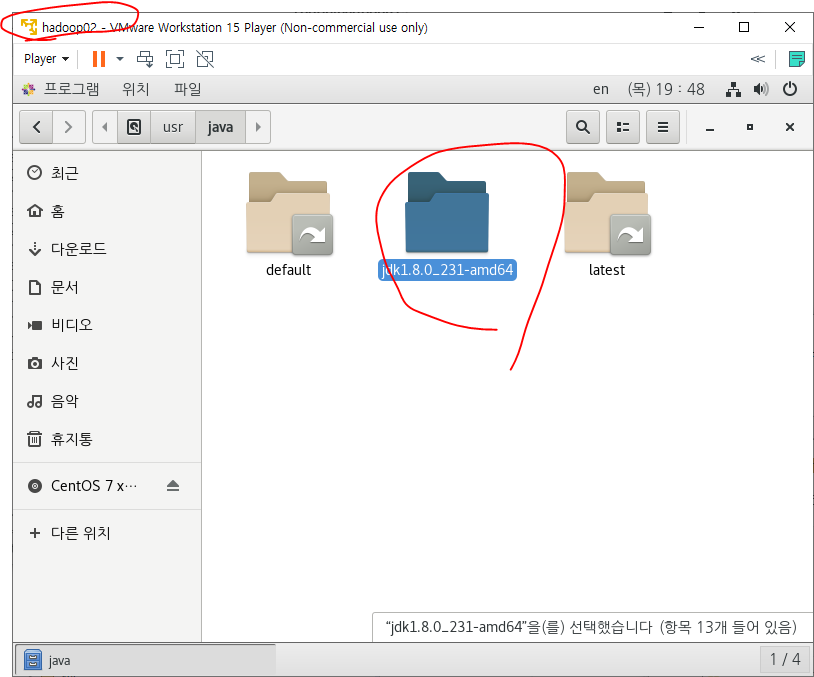 hadoop02 - VMware Workstation 15 Player (Non-commercial use only)
Player
프로그램 위치 파일 en (목) 19 : 48
usr java
최근
홈
다운로드
문서
비디오
사진
음악
휴지통
CentOS 7 x…
다른 위치
default jdk1.8.0_231-amd64 latest
“jdk1.8.0_231-amd64”을(를) 선택했습니다 (항목 13개 들어 있음)
java 1 / 4